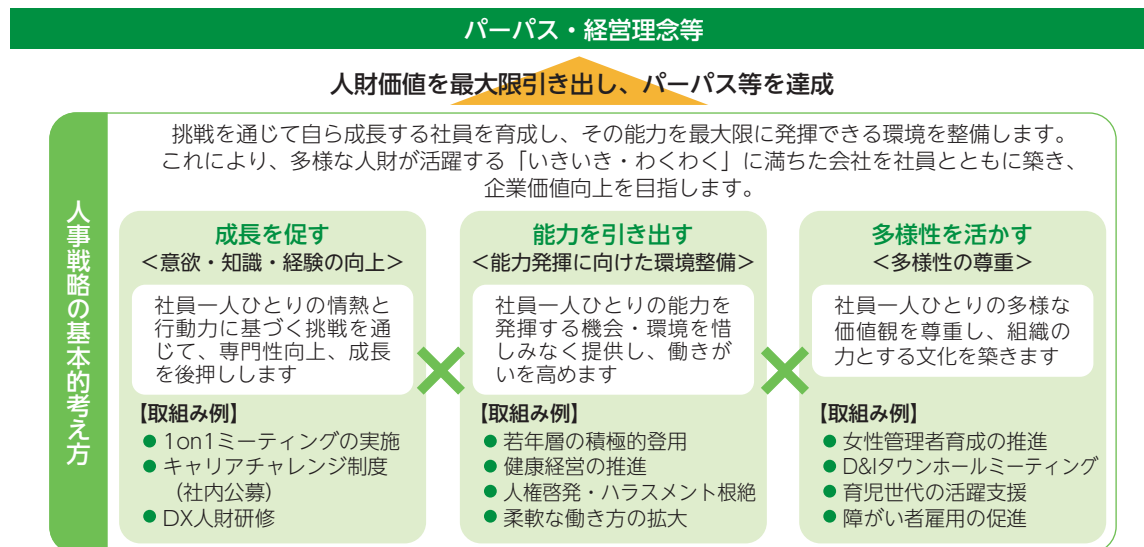 パーパス・経営理念等
人財価値を最大限引き出し、パーパス等を達成
人事戦略の基本的考え方
挑戦を通じて自ら成長する社員を育成し、その能力を最大限に発揮できる環境を整備します。
これにより、多様な人財が活躍する「いきいき・わくわく」に満ちた会社を社員とともに築き、
企業価値向上を目指します。
成長を促す
＜意欲・知識・経験の向上＞
社員一人ひとりの情熱と
行動力に基づく挑戦を通
じて、専門性向上、成長
を後押しします
【取組み例】
● 1on1ミーティングの実施
● キャリアチャレンジ制度
（社内公募）
● DX人財研修
×
能力を引き出す
＜能力発揮に向けた環境整備＞
社員一人ひとりの能力を
発揮する機会・環境を惜
しみなく提供し、働きが
いを高めます
【取組み例】
● 若年層の積極的登用
● 健康経営の推進
● 人権啓発・ハラスメント根絶
● 柔軟な働き方の拡大
×
多様性を活かす
＜多様性の尊重＞
社員一人ひとりの多様な
価値観を尊重し、組織の
力とする文化を築きます
【取組み例】
● 女性管理者育成の推進
● D&Iタウンホールミーティング
● 育児世代の活躍支援
● 障がい者雇用の促進